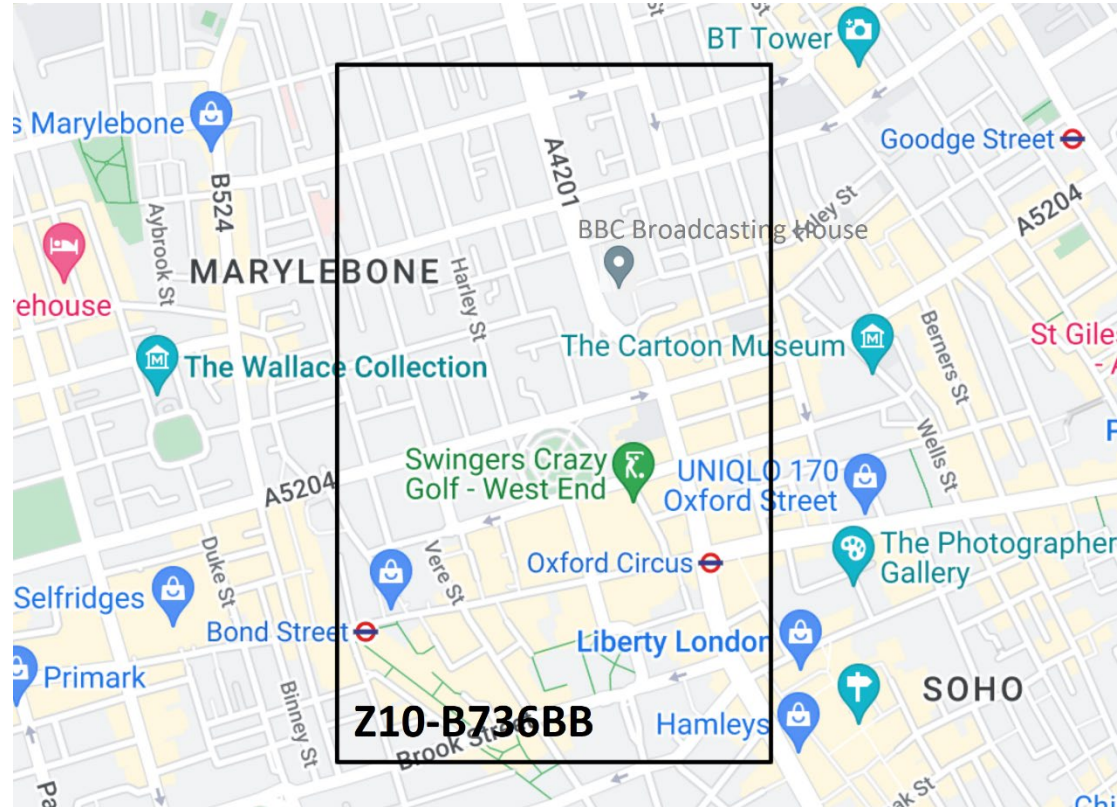 BT Tower
s Marylebone
Goodge Street
A4201
B524
A5204
Aybrook St
BBC Broadcasting House
MARYLEBONE
Harley St
ehouse
Berners St
The Cartoon Museum
St Giles
The Wallace Collection
Wells St
Swingers Crazy
Golf - West End
UNIQLO 170
Oxford Street
A5204
Duke St
Vere St
Oxford Circus
The Photographer
Gallery
Selfridges
Bond Street
Liberty London
Primark
Binney St
SOHO
Z10-B736BB
Hamleys
Brook Street